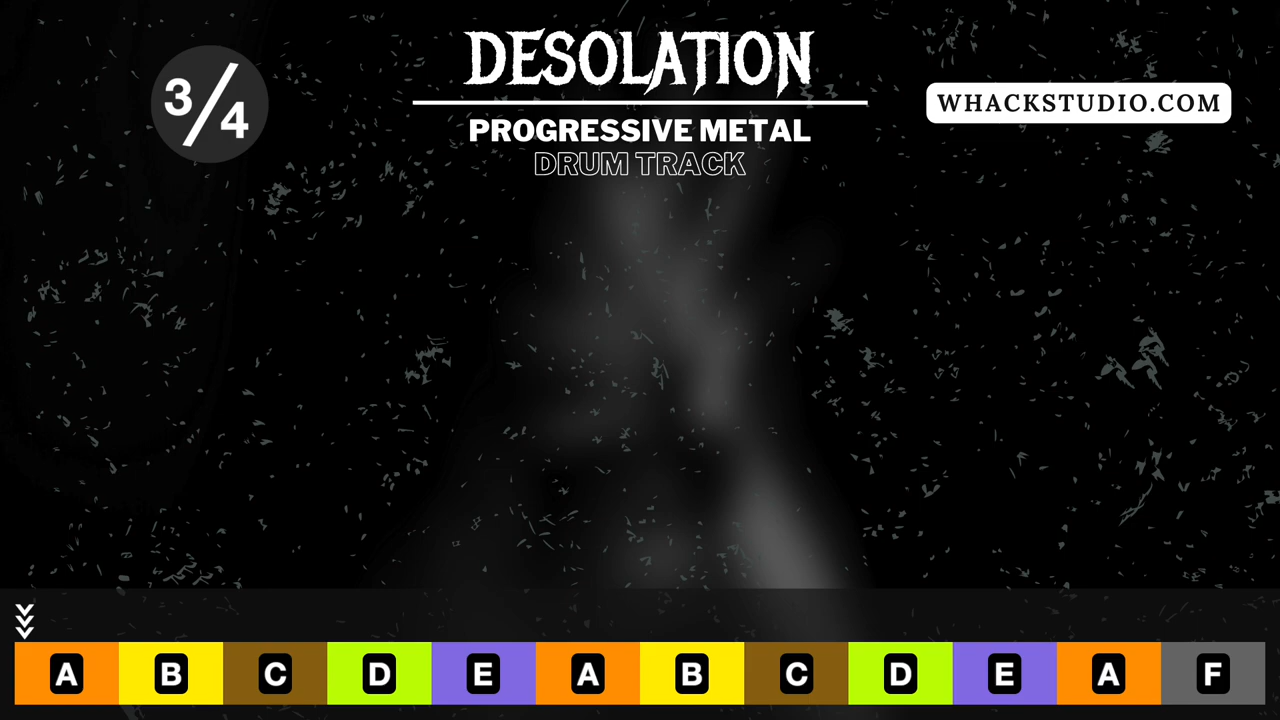 DESOLATION
3/4
WHACKSTUDIO.COM
PROGRESSIVE METAL
DRUM TRACK
A B C D E A B C D E A F